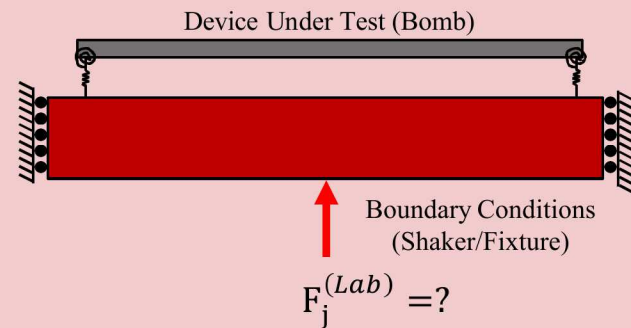 Device Under Test (Bomb)
Boundary Conditions
(Shaker/Fixture)
F_j^(Lab) =?